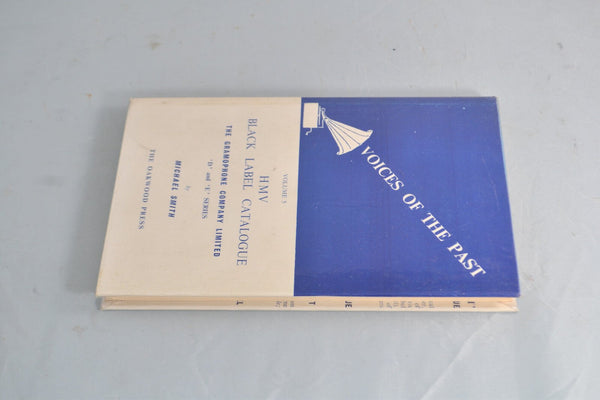 VOICES OF THE PAST
VOLUME 5
HMV
BLACK LABEL CATALOGUE
THE GRAMOPHONE COMPANY LIMITED
'D' and 'E' SERIES
by
MICHAEL SMITH
THE OAKWOOD PRESS